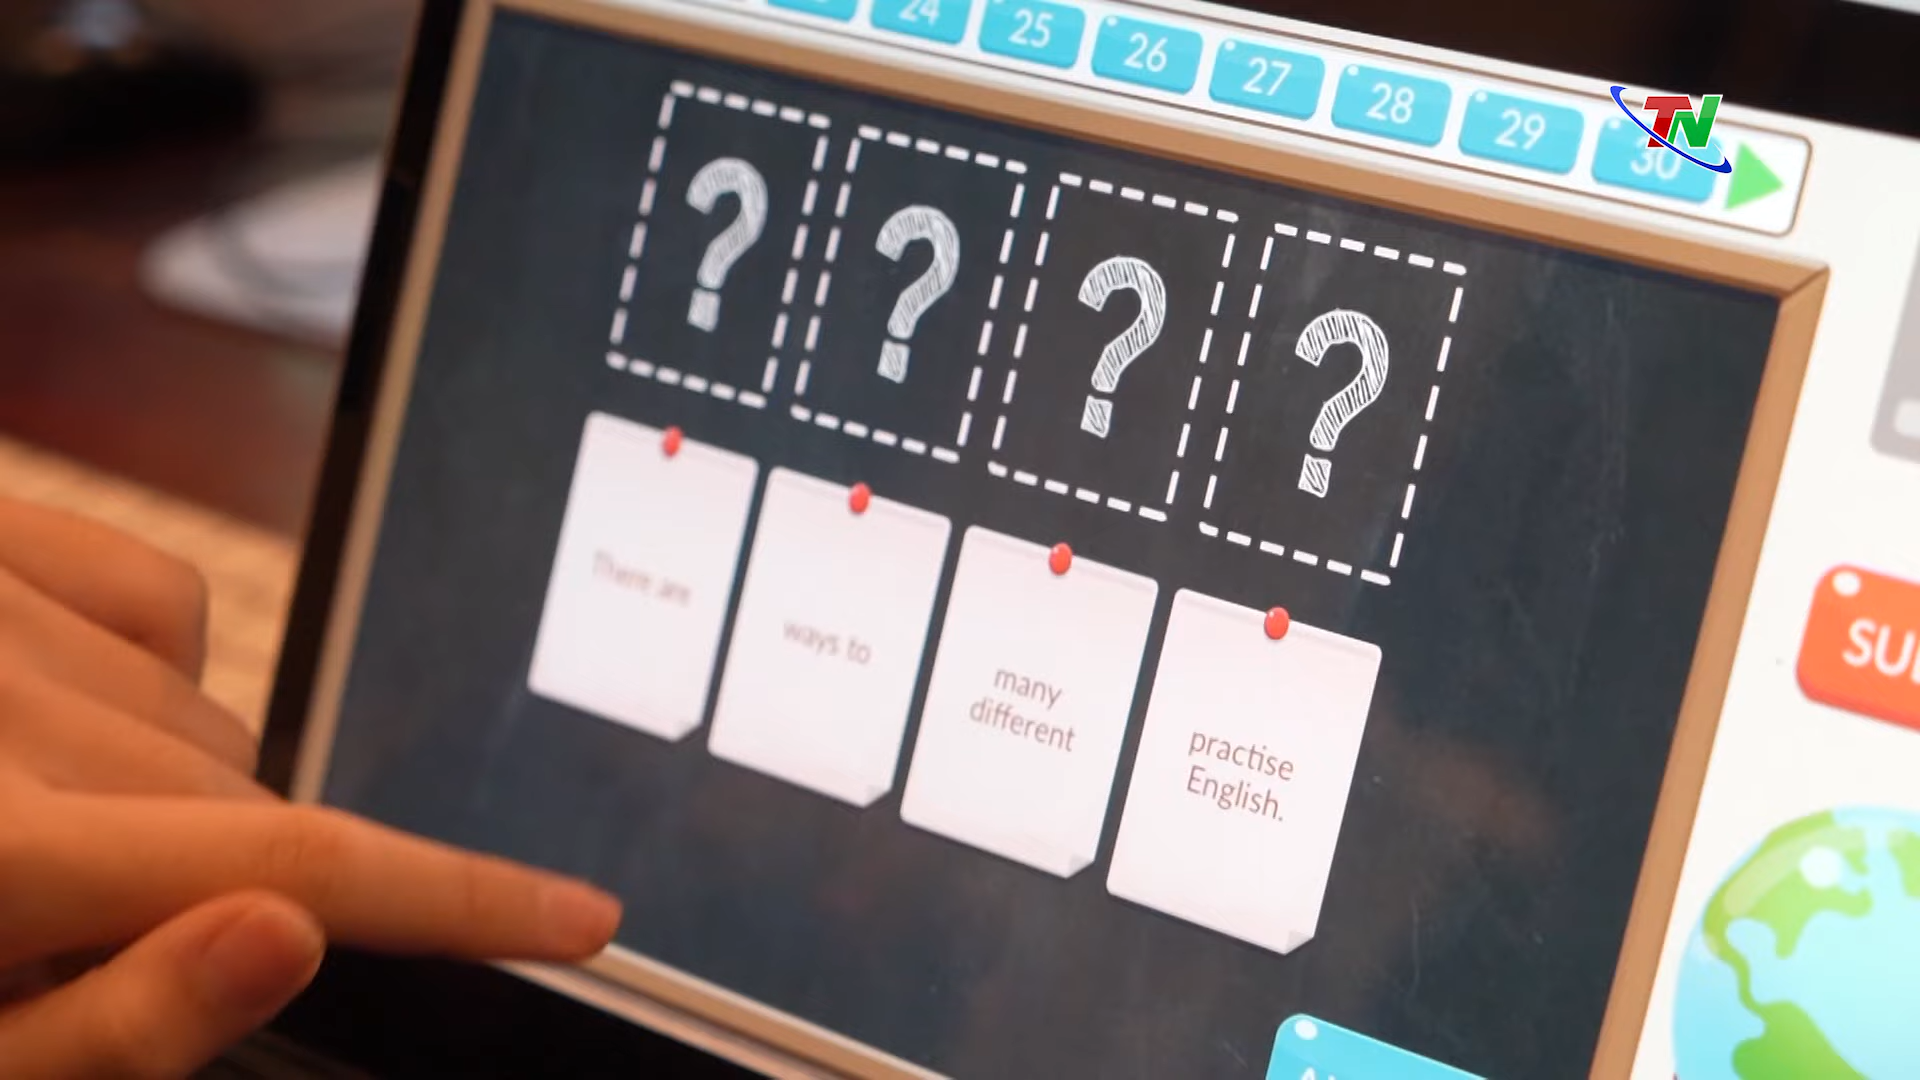 24 25 26 27 28 29 30
TN
? ? ? ?
There are
ways to
many
different
practise
English.
SU